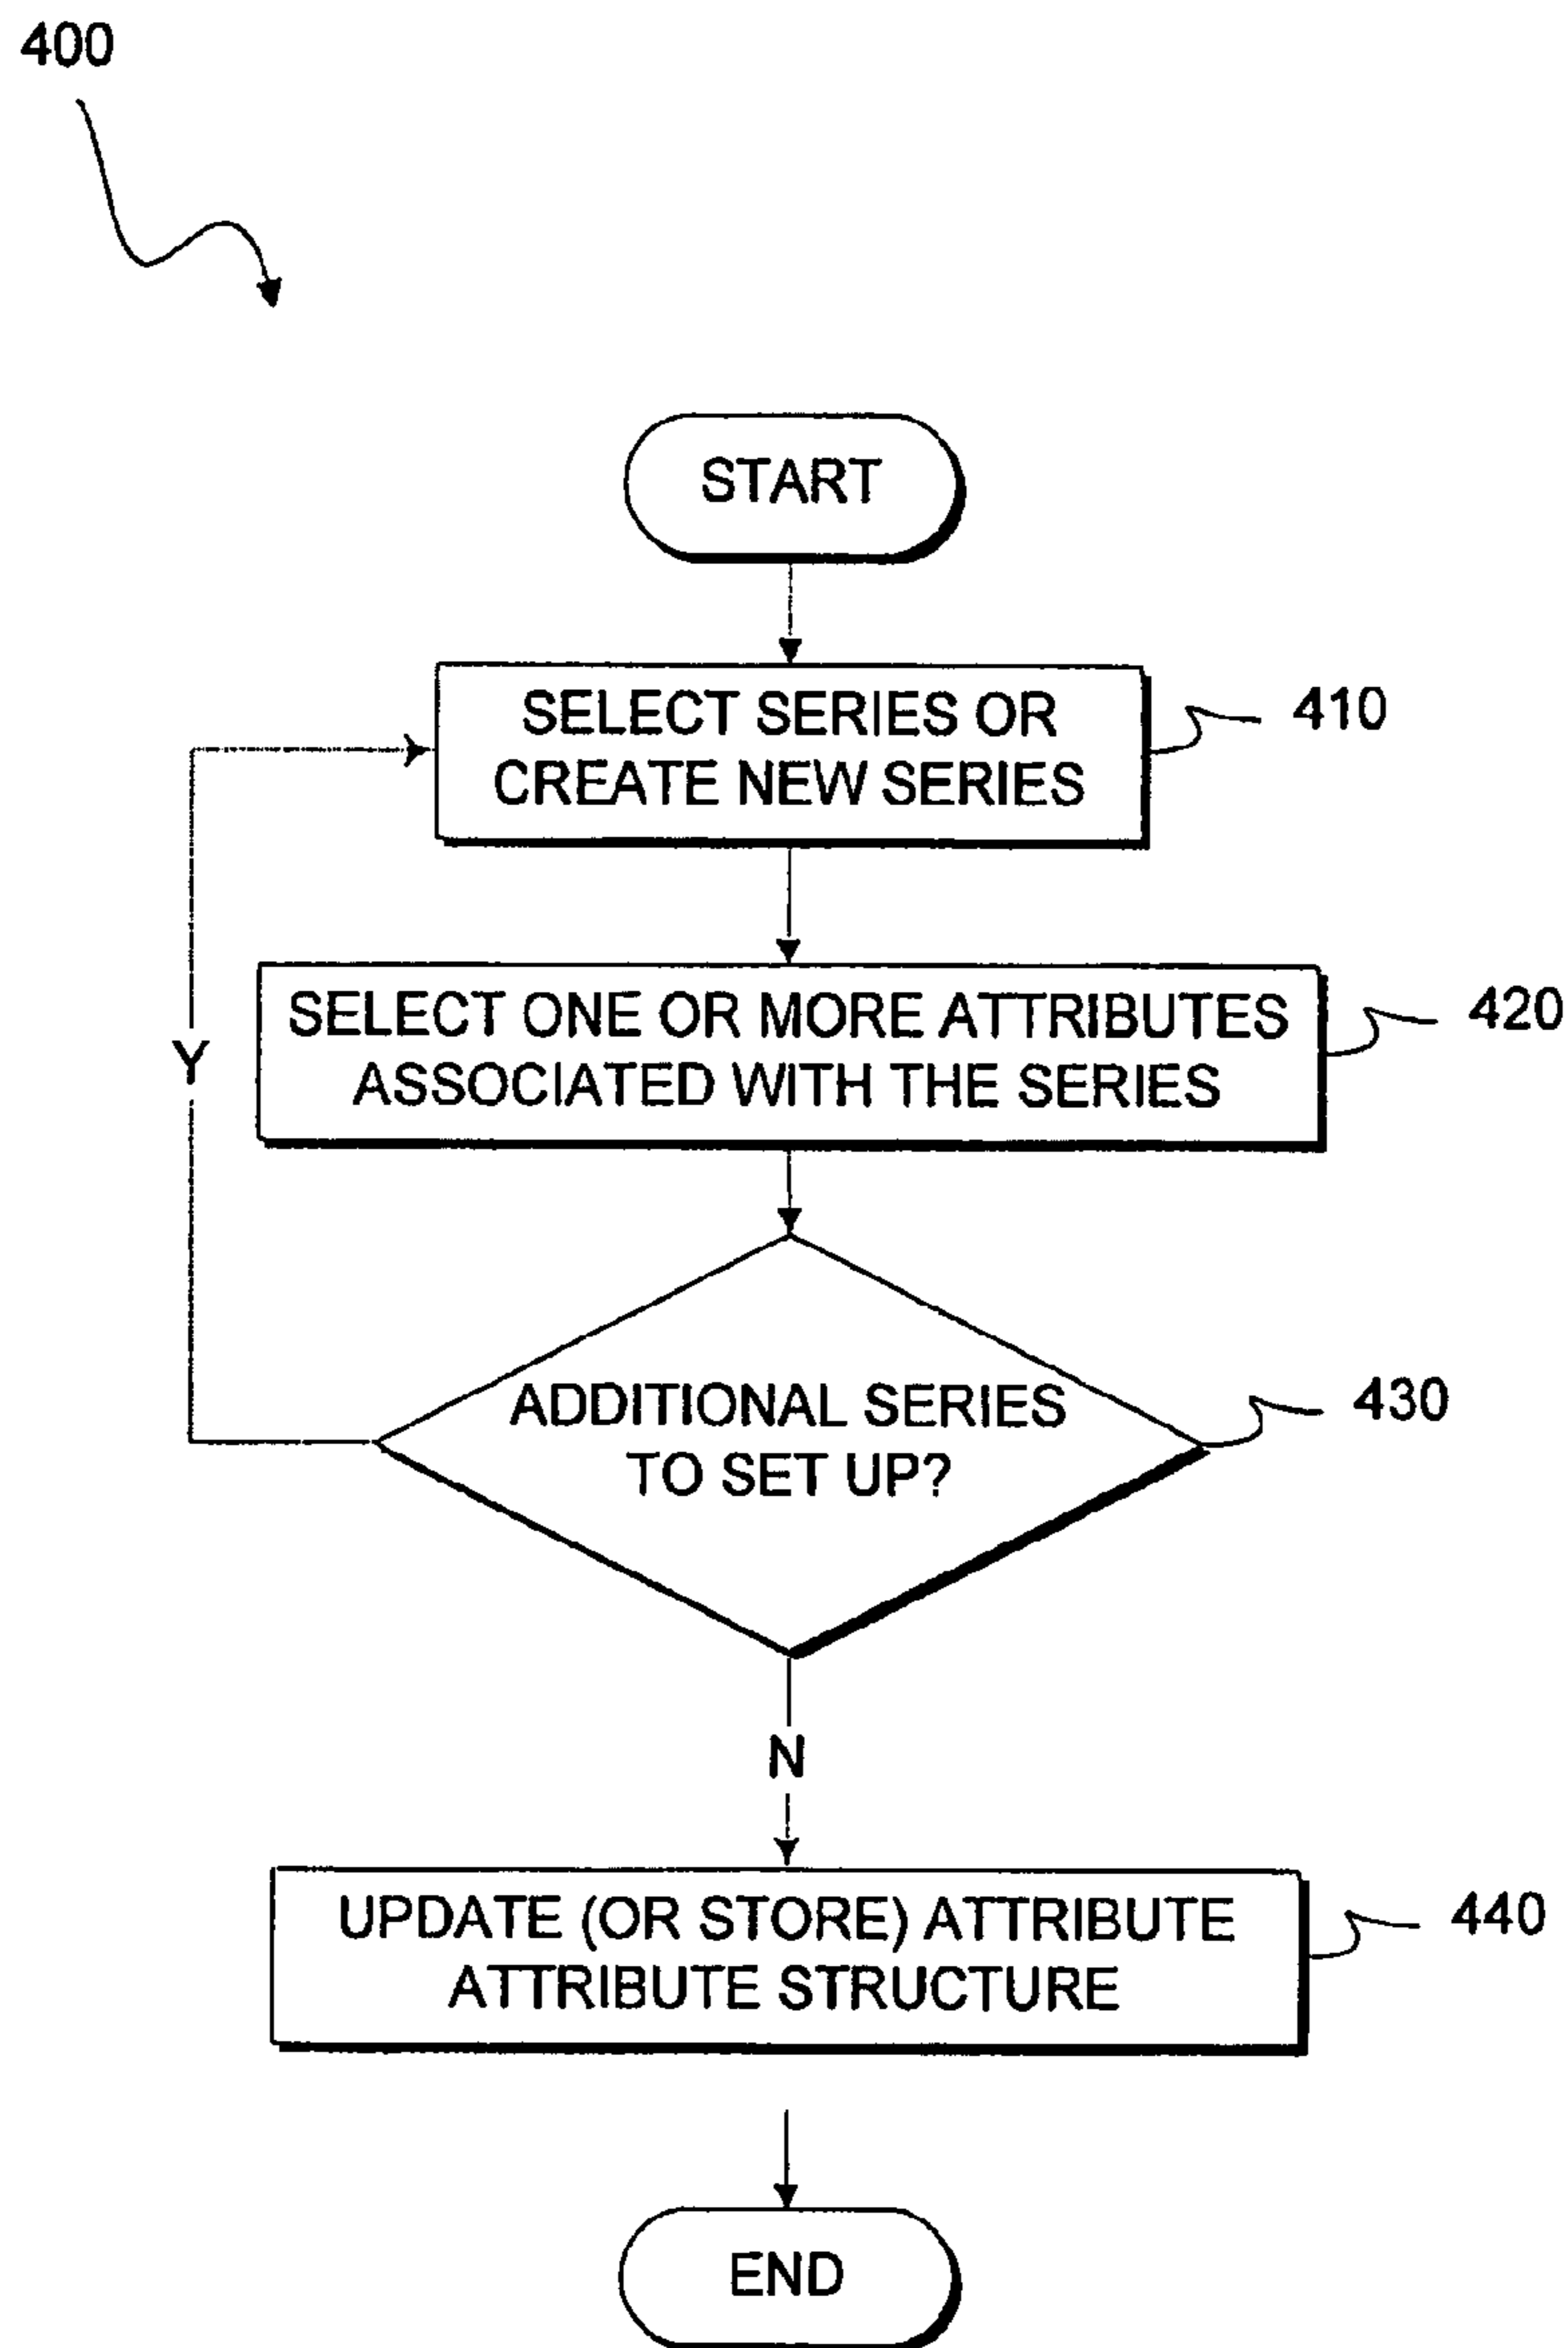 400
START
SELECT SERIES OR
CREATE NEW SERIES
410
SELECT ONE OR MORE ATTRIBUTES
ASSOCIATED WITH THE SERIES
420
Y
ADDITIONAL SERIES
TO SET UP?
430
N
UPDATE (OR STORE) ATTRIBUTE
ATTRIBUTE STRUCTURE
440
END